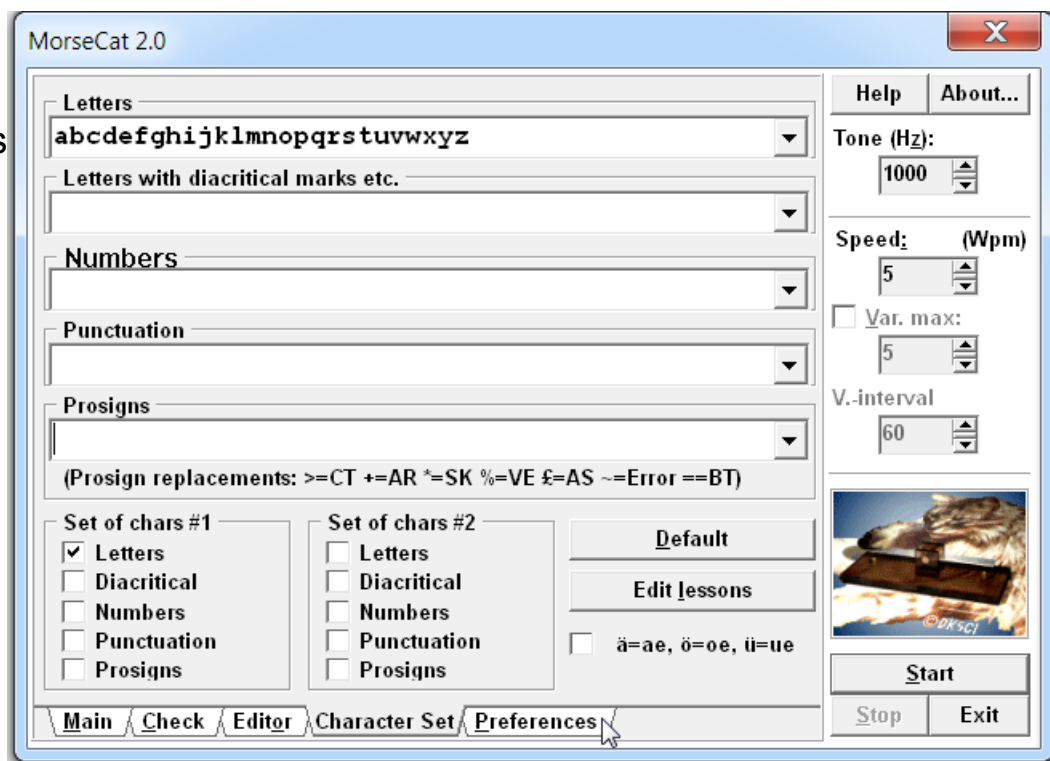 MorseCat 2.0
s
Letters
abcdefghijklmnopqrstuvwxyz
Letters with diacritical marks etc.
Numbers
Punctuation
Prosigns
(Prosign replacements: >=CT +=AR *=SK %=VE £=AS ~=Error ==BT)
Set of chars #1
Letters
Diacritical
Numbers
Punctuation
Prosigns
Set of chars #2
Letters
Diacritical
Numbers
Punctuation
Prosigns
Default
Edit lessons
ä=ae, ö=oe, ü=ue
Main Check Editor Character Set Preferences
Help About...
Tone (Hz):
1000
Speed: (Wpm)
5
Var. max:
5
V.-interval
60
©DK5CI
Start
Stop Exit